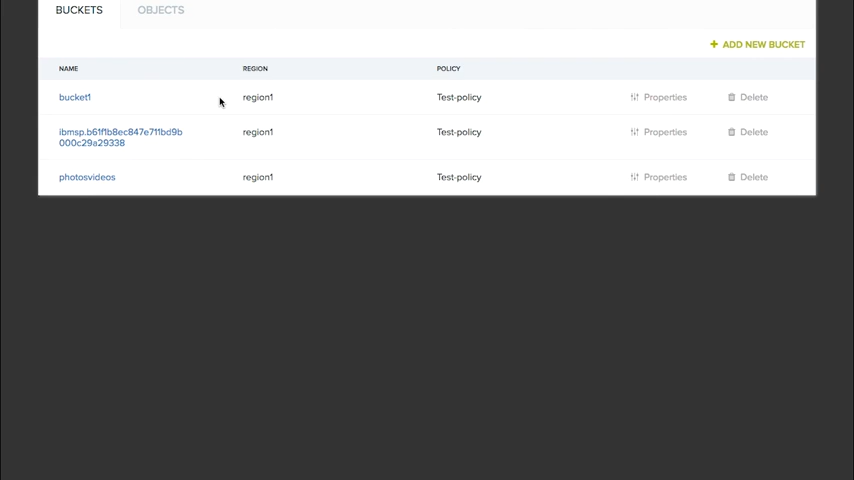 BUCKETS OBJECTS
+ ADD NEW BUCKET
NAME REGION POLICY
bucket1 region1 Test-policy Properties Delete
ibmsp.b61f1b8ec847e711bd9b region1 Test-policy Properties Delete
000c29a29338
photosvideos region1 Test-policy Properties Delete